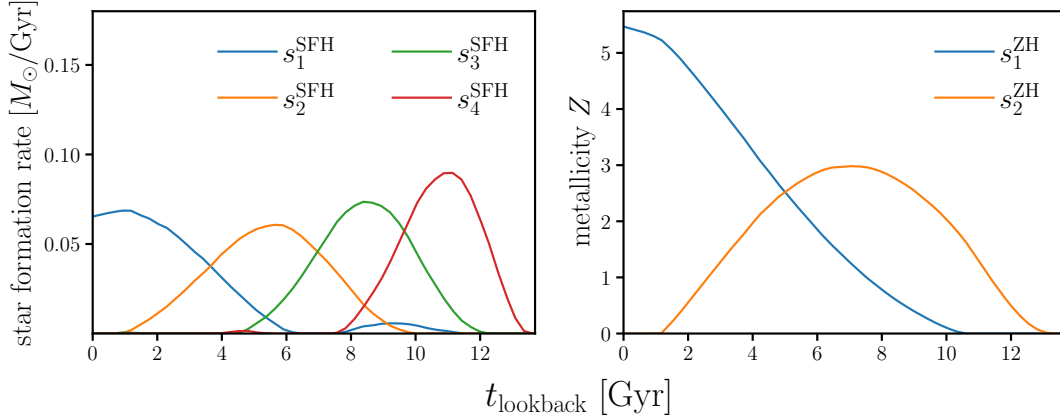 star formation rate [M⊙/Gyr]
0.15
0.10
0.05
s₁^SFH
s₃^SFH
s₂^SFH
s₄^SFH
0 2 4 6 8 10 12
metallicity Z
5
4
3
2
1
0
s₁^ZH
s₂^ZH
0 2 4 6 8 10 12
t_lookback [Gyr]